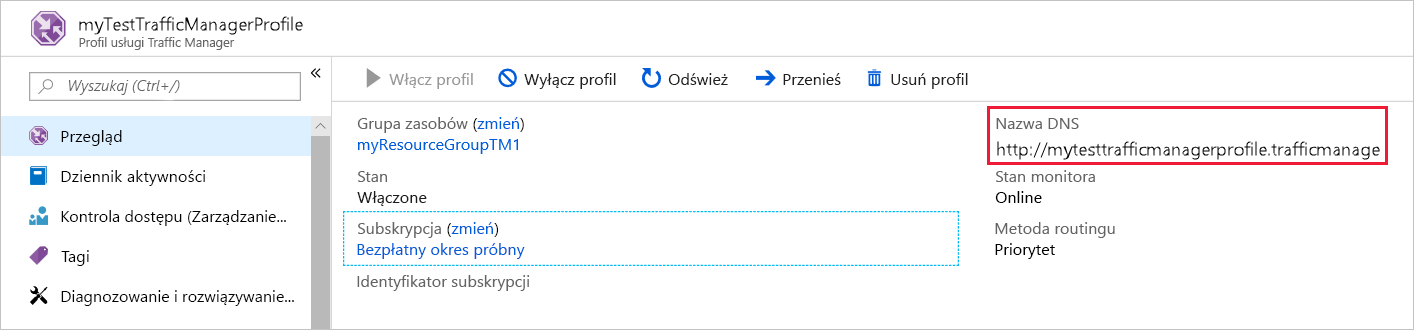 myTestTrafficManagerProfile
Profil usługi Traffic Manager
Wyszukaj (Ctrl+/)
«
Przegląd
Dziennik aktywności
Kontrola dostępu (Zarządzanie...
Tagi
Diagnozowanie i rozwiązywanie...
Włącz profil
Wyłącz profil
Odśwież
Przenieś
Usuń profil
Grupa zasobów (zmień)
myResourceGroupTM1
Stan
Włączone
Subskrypcja (zmień)
Bezpłatny okres próbny
Identyfikator subskrypcji
Nazwa DNS
http://mytesttrafficmanagerprofile.trafficmanage
Stan monitora
Online
Metoda routingu
Priorytet